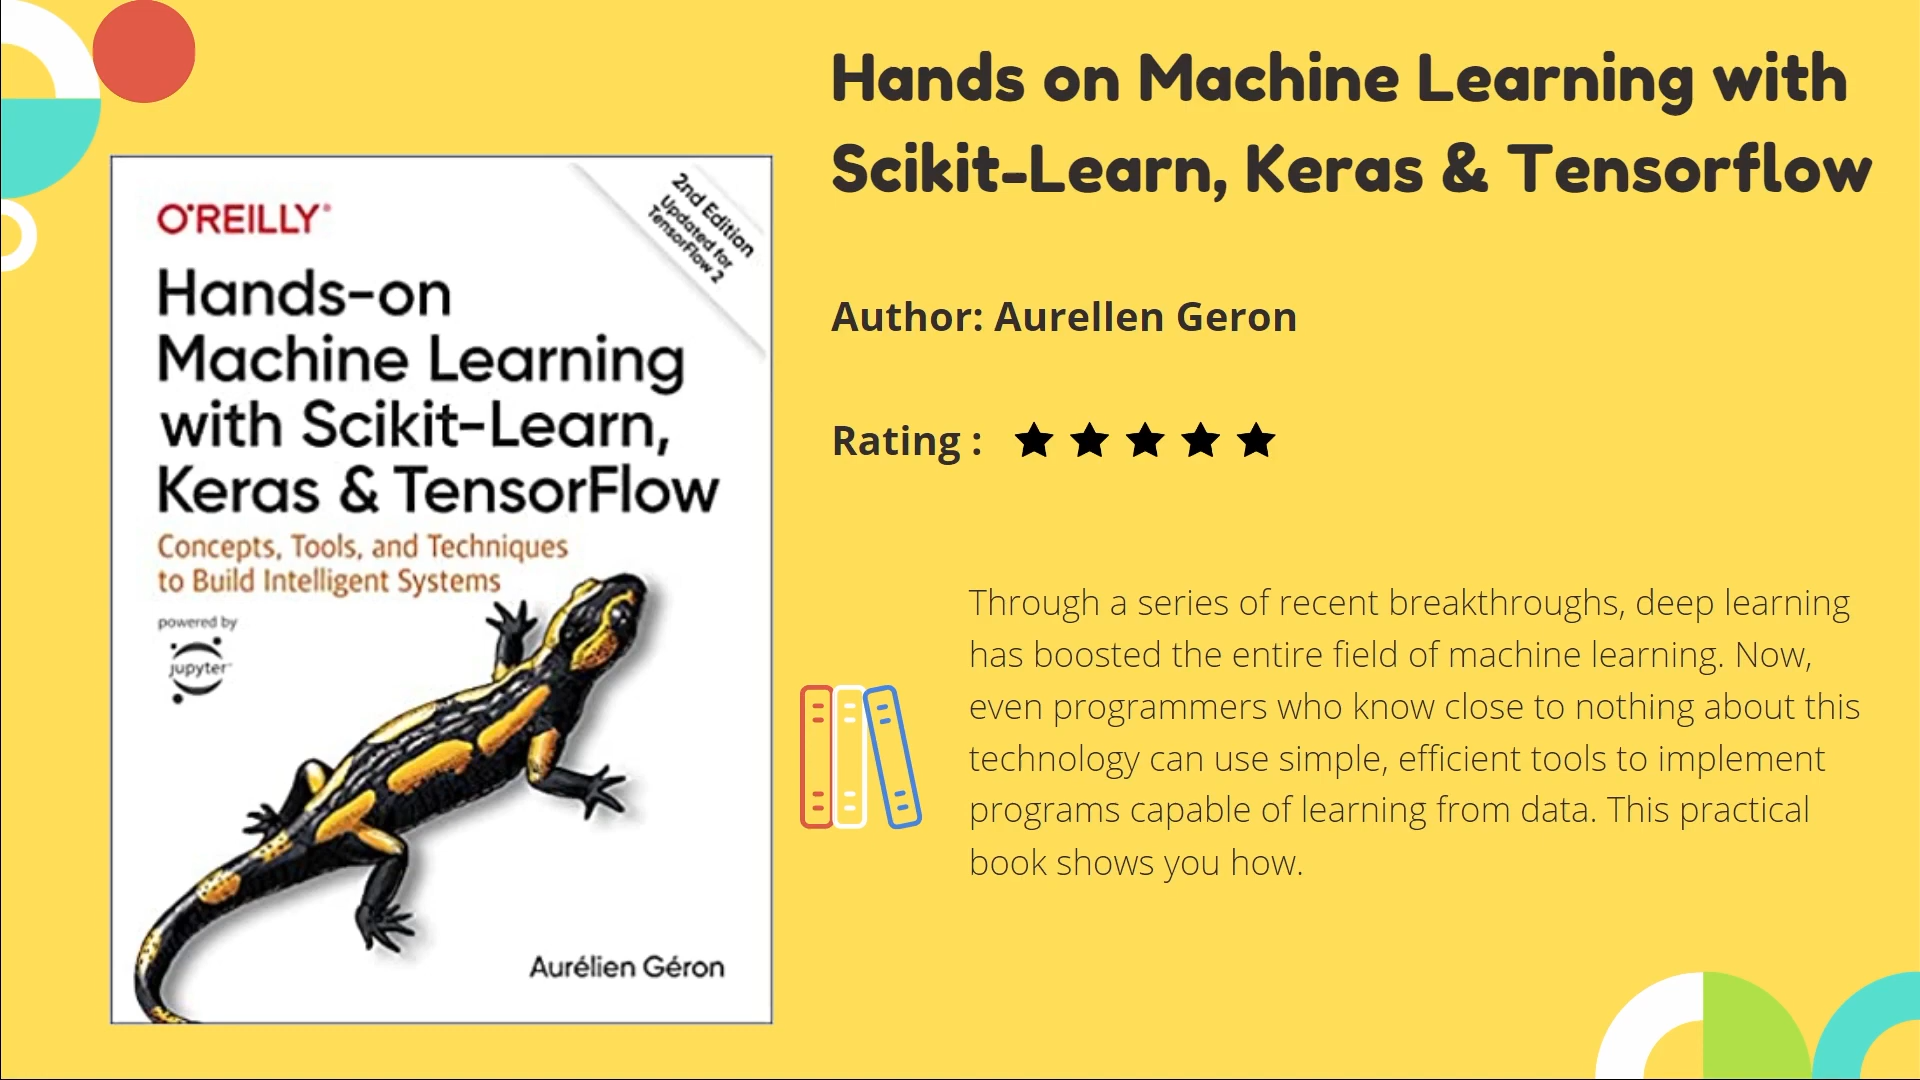 Hands on Machine Learning with
Scikit-Learn, Keras & Tensorflow
O'REILLY®
2nd Edition
Updated for
TensorFlow 2
Hands-on
Machine Learning
with Scikit-Learn,
Keras & TensorFlow
Concepts, Tools, and Techniques
to Build Intelligent Systems
powered by
jupyter
Aurélien Géron
Author: Aurellen Geron
Rating :
Through a series of recent breakthroughs, deep learning
has boosted the entire field of machine learning. Now,
even programmers who know close to nothing about this
technology can use simple, efficient tools to implement
programs capable of learning from data. This practical
book shows you how.